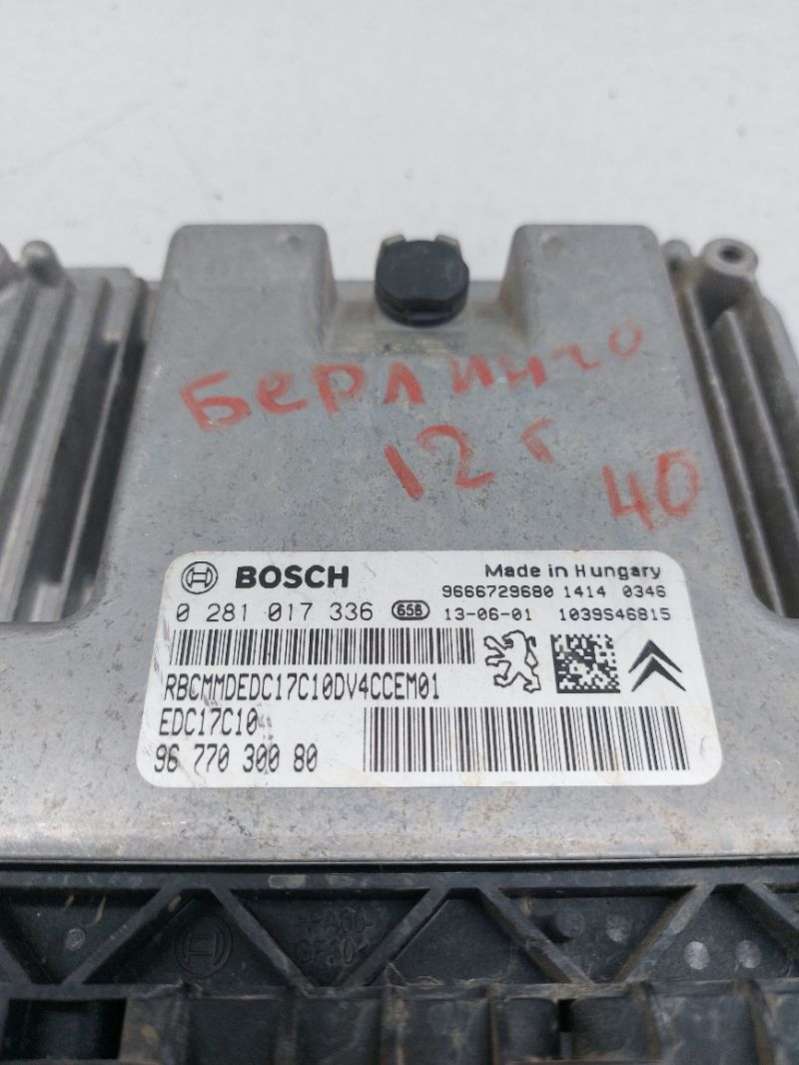 Берлинго
12 г
40
BOSCH Made in Hungary
9666729680 1414 0346
0 281 017 336 656 13-06-01 1039S46815
RBCMMDEDC17C10DV4CCEM01
EDC17C10
96 770 300 80